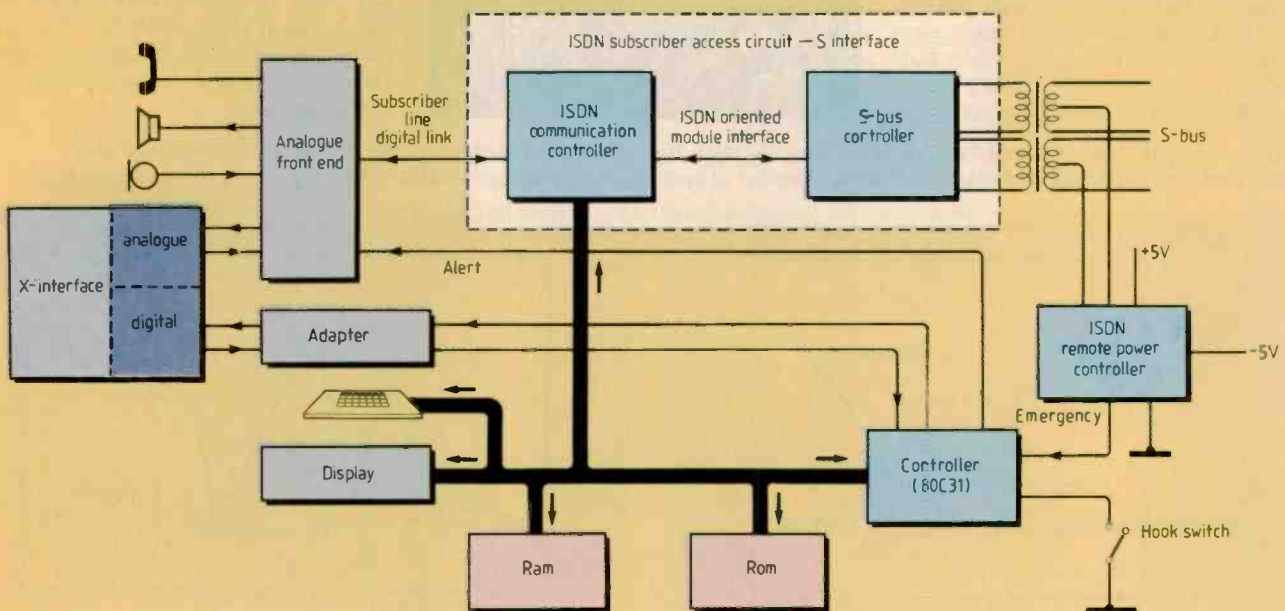 ISDN subscriber access circuit — S interface
Analogue
front end
Subscriber
line
digital link
ISDN
communication
controller
ISDN oriented
module interface
S-bus
controller
S-bus
X-interface
analogue
digital
Alert
Adapter
+5V
ISDN
remote power
controller
-5V
Emergency
Display
Controller
(80C31)
Hook switch
Ram
Rom